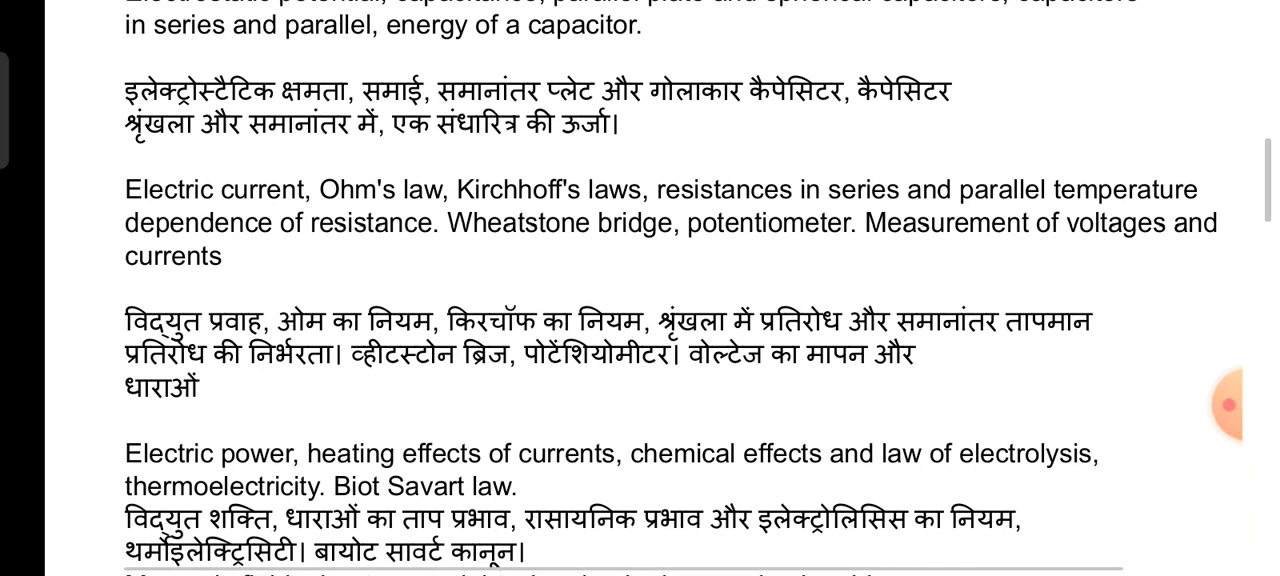 in series and parallel, energy of a capacitor.
इलेक्ट्रोस्टैटिक क्षमता, समाई, समानांतर प्लेट और गोलाकार कैपेसिटर, कैपेसिटर
श्रृंखला और समानांतर में, एक संधारित्र की ऊर्जा।
Electric current, Ohm's law, Kirchhoff's laws, resistances in series and parallel temperature
dependence of resistance. Wheatstone bridge, potentiometer. Measurement of voltages and
currents
विद्युत प्रवाह, ओम का नियम, किरचॉफ का नियम, श्रृंखला में प्रतिरोध और समानांतर तापमान
प्रतिरोध की निर्भरता। व्हीटस्टोन ब्रिज, पोटेंशियोमीटर। वोल्टेज का मापन और
धाराओं
Electric power, heating effects of currents, chemical effects and law of electrolysis,
thermoelectricity. Biot Savart law.
विद्युत शक्ति, धाराओं का ताप प्रभाव, रासायनिक प्रभाव और इलेक्ट्रोलिसिस का नियम,
थर्मोइलेक्ट्रिसिटी। बायोट सावर्ट कानून।